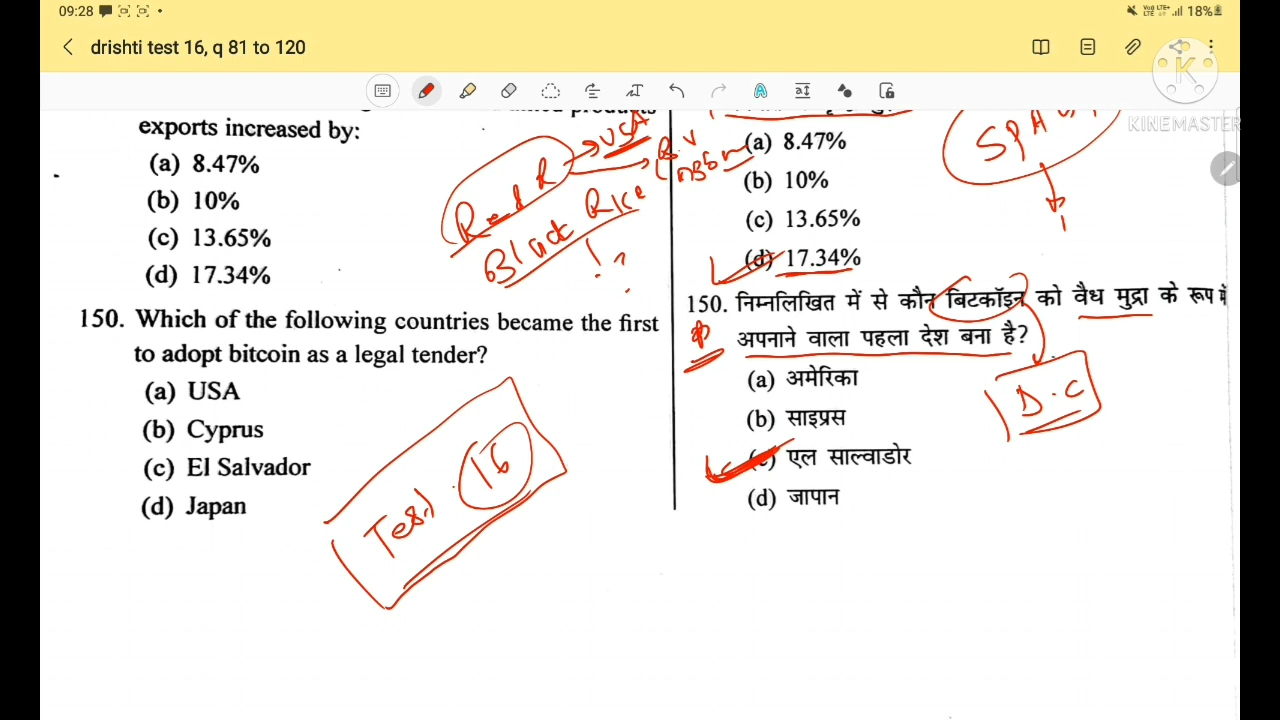 09:28
18%
drishti test 16, q 81 to 120
KINEMASTER
exports increased by:
(a) 8.47%
(b) 10%
(c) 13.65%
(d) 17.34%
150. Which of the following countries became the first
to adopt bitcoin as a legal tender?
(a) USA
(b) Cyprus
(c) El Salvador
(d) Japan
USA
Black Rice
Test 16
(a) 8.47%
(b) 10%
(c) 13.65%
(d) 17.34%
150. निम्नलिखित में से कौन बिटकॉइन को वैध मुद्रा के रूप में
अपनाने वाला पहला देश बना है?
(a) अमेरिका
(b) साइप्रस
(c) एल साल्वाडोर
(d) जापान
D.C